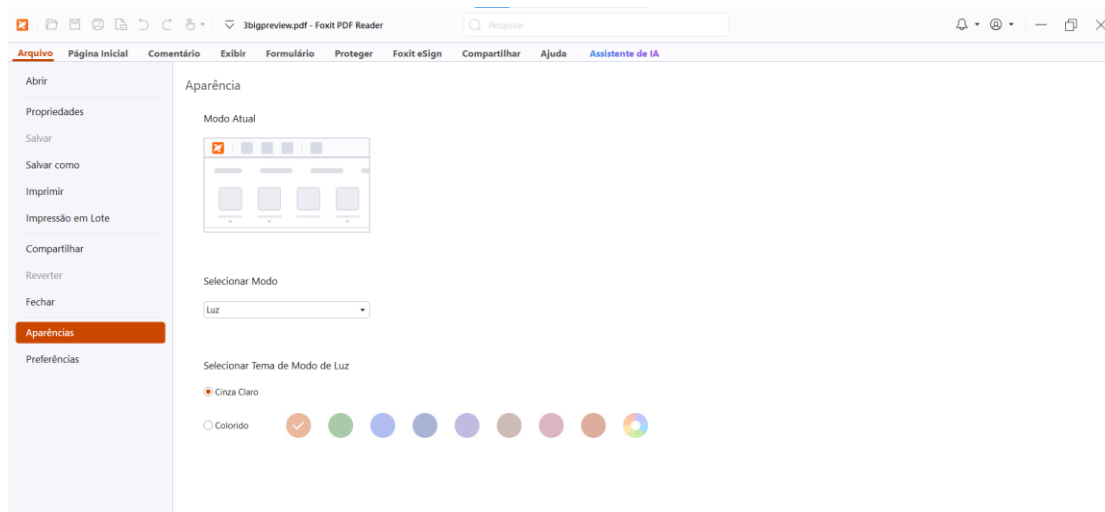 3bigpreview.pdf - Foxit PDF Reader
Pesquisar
Arquivo Página Inicial Comentário Exibir Formulário Proteger Foxit eSign Compartilhar Ajuda Assistente de IA
Abrir
Propriedades
Salvar
Salvar como
Imprimir
Impressão em Lote
Compartilhar
Reverter
Fechar
Aparências
Preferências
Aparência
Modo Atual
Selecionar Modo
Luz
Selecionar Tema de Modo de Luz
Cinza Claro
Colorido